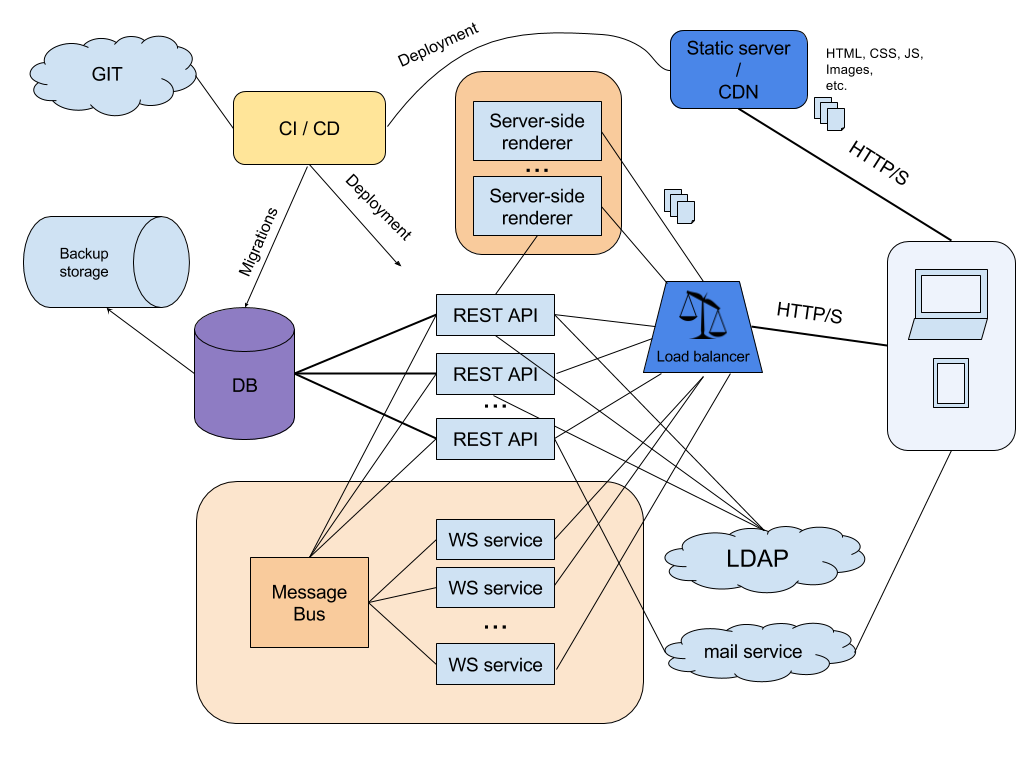 Deployment
Static server
/
CDN
HTML, CSS, JS,
Images,
etc.
GIT
CI / CD
Server-side
renderer
...
Server-side
renderer
HTTP/S
Deployment
Migrations
Backup
storage
REST API
HTTP/S
Load balancer
DB
REST API
...
REST API
WS service
LDAP
Message
Bus
WS service
...
WS service
mail service